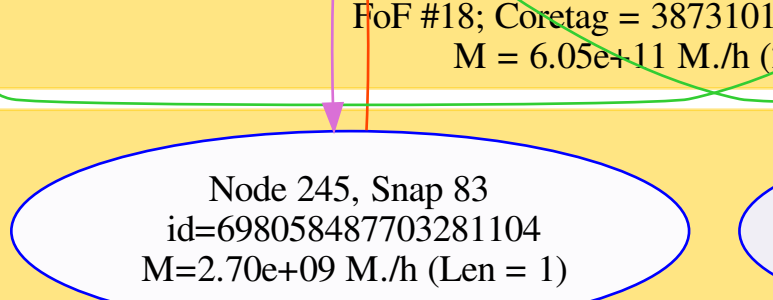 FoF #18; Coretag = 3873101
M = 6.05e+11 M./h (
Node 245, Snap 83
id=698058487703281104
M=2.70e+09 M./h (Len = 1)